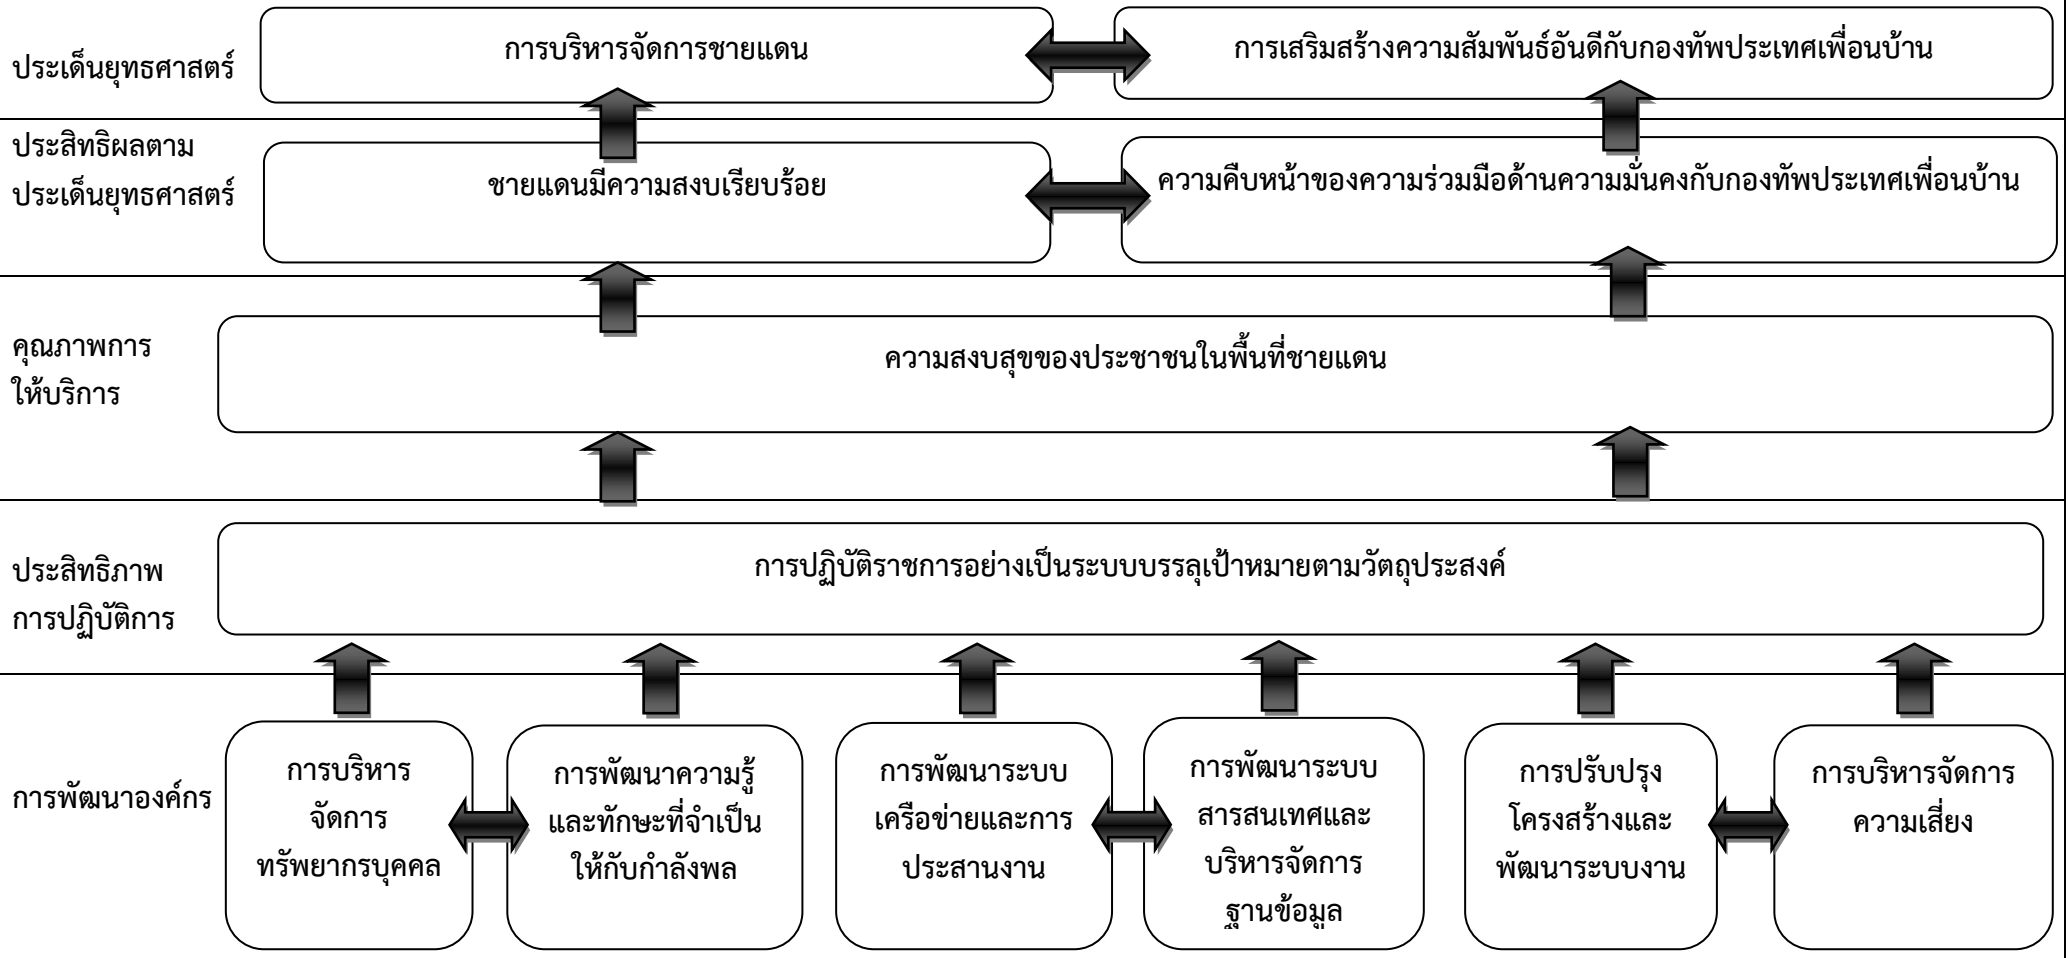 ประเด็นยุทธศาสตร์
การบริหารจัดการชายแดน
การเสริมสร้างความสัมพันธ์อันดีกับกองทัพประเทศเพื่อนบ้าน
ประสิทธิผลตาม
ประเด็นยุทธศาสตร์
ชายแดนมีความสงบเรียบร้อย
ความคืบหน้าของความร่วมมือด้านความมั่นคงกับกองทัพประเทศเพื่อนบ้าน
คุณภาพการ
ให้บริการ
ความสงบสุขของประชาชนในพื้นที่ชายแดน
ประสิทธิภาพ
การปฏิบัติการ
การปฏิบัติราชการอย่างเป็นระบบบรรลุเป้าหมายตามวัตถุประสงค์
การพัฒนาองค์กร
การบริหาร
จัดการ
ทรัพยากรบุคคล
การพัฒนาความรู้
และทักษะที่จำเป็น
ให้กับกำลังพล
การพัฒนาระบบ
เครือข่ายและการ
ประสานงาน
การพัฒนาระบบ
สารสนเทศและ
บริหารจัดการ
ฐานข้อมูล
การปรับปรุง
โครงสร้างและ
พัฒนาระบบงาน
การบริหารจัดการ
ความเสี่ยง